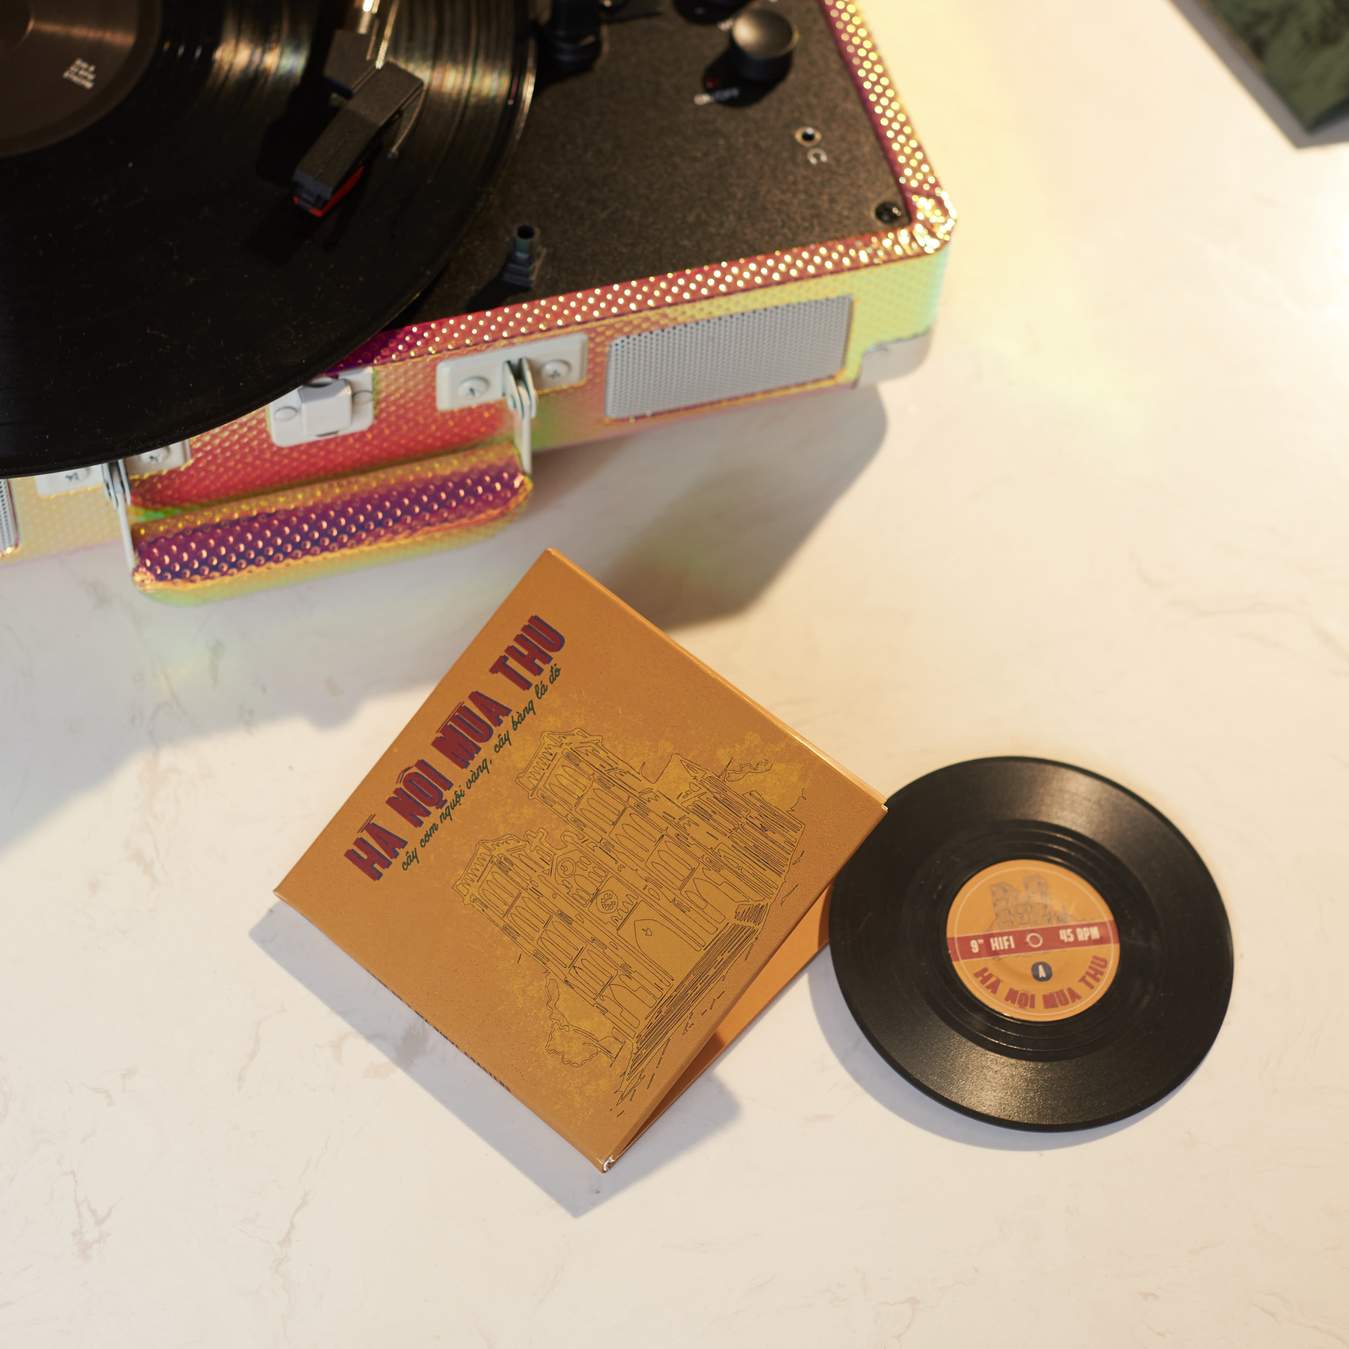 HÀ NỘI MÙA THU
cây cơm nguội vàng, cây bàng lá đỏ
9" HIFI 45 RPM
A
HÀ NỘI MÙA THU